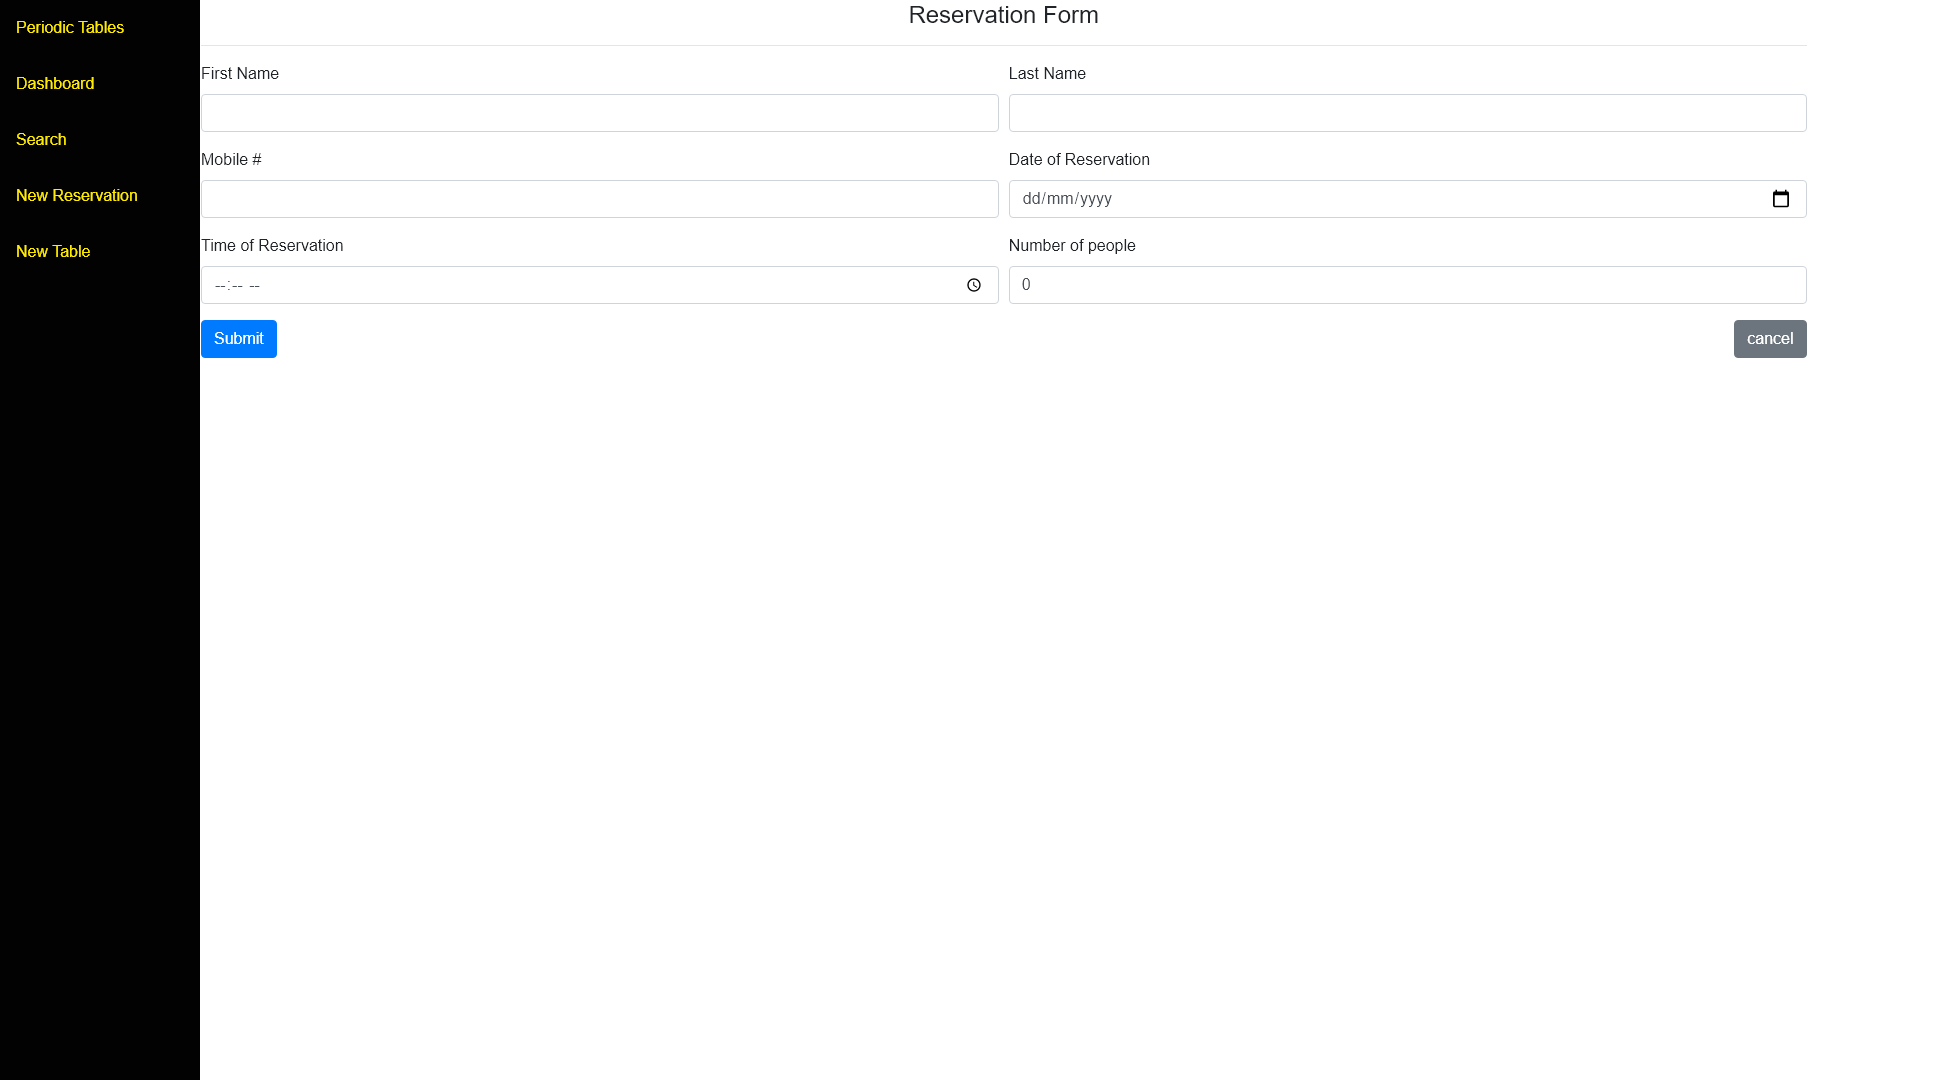 Periodic Tables
Dashboard
Search
New Reservation
New Table
Reservation Form
First Name
Last Name
Mobile #
Date of Reservation
dd/mm/yyyy
Time of Reservation
--:-- --
Number of people
0
Submit
cancel